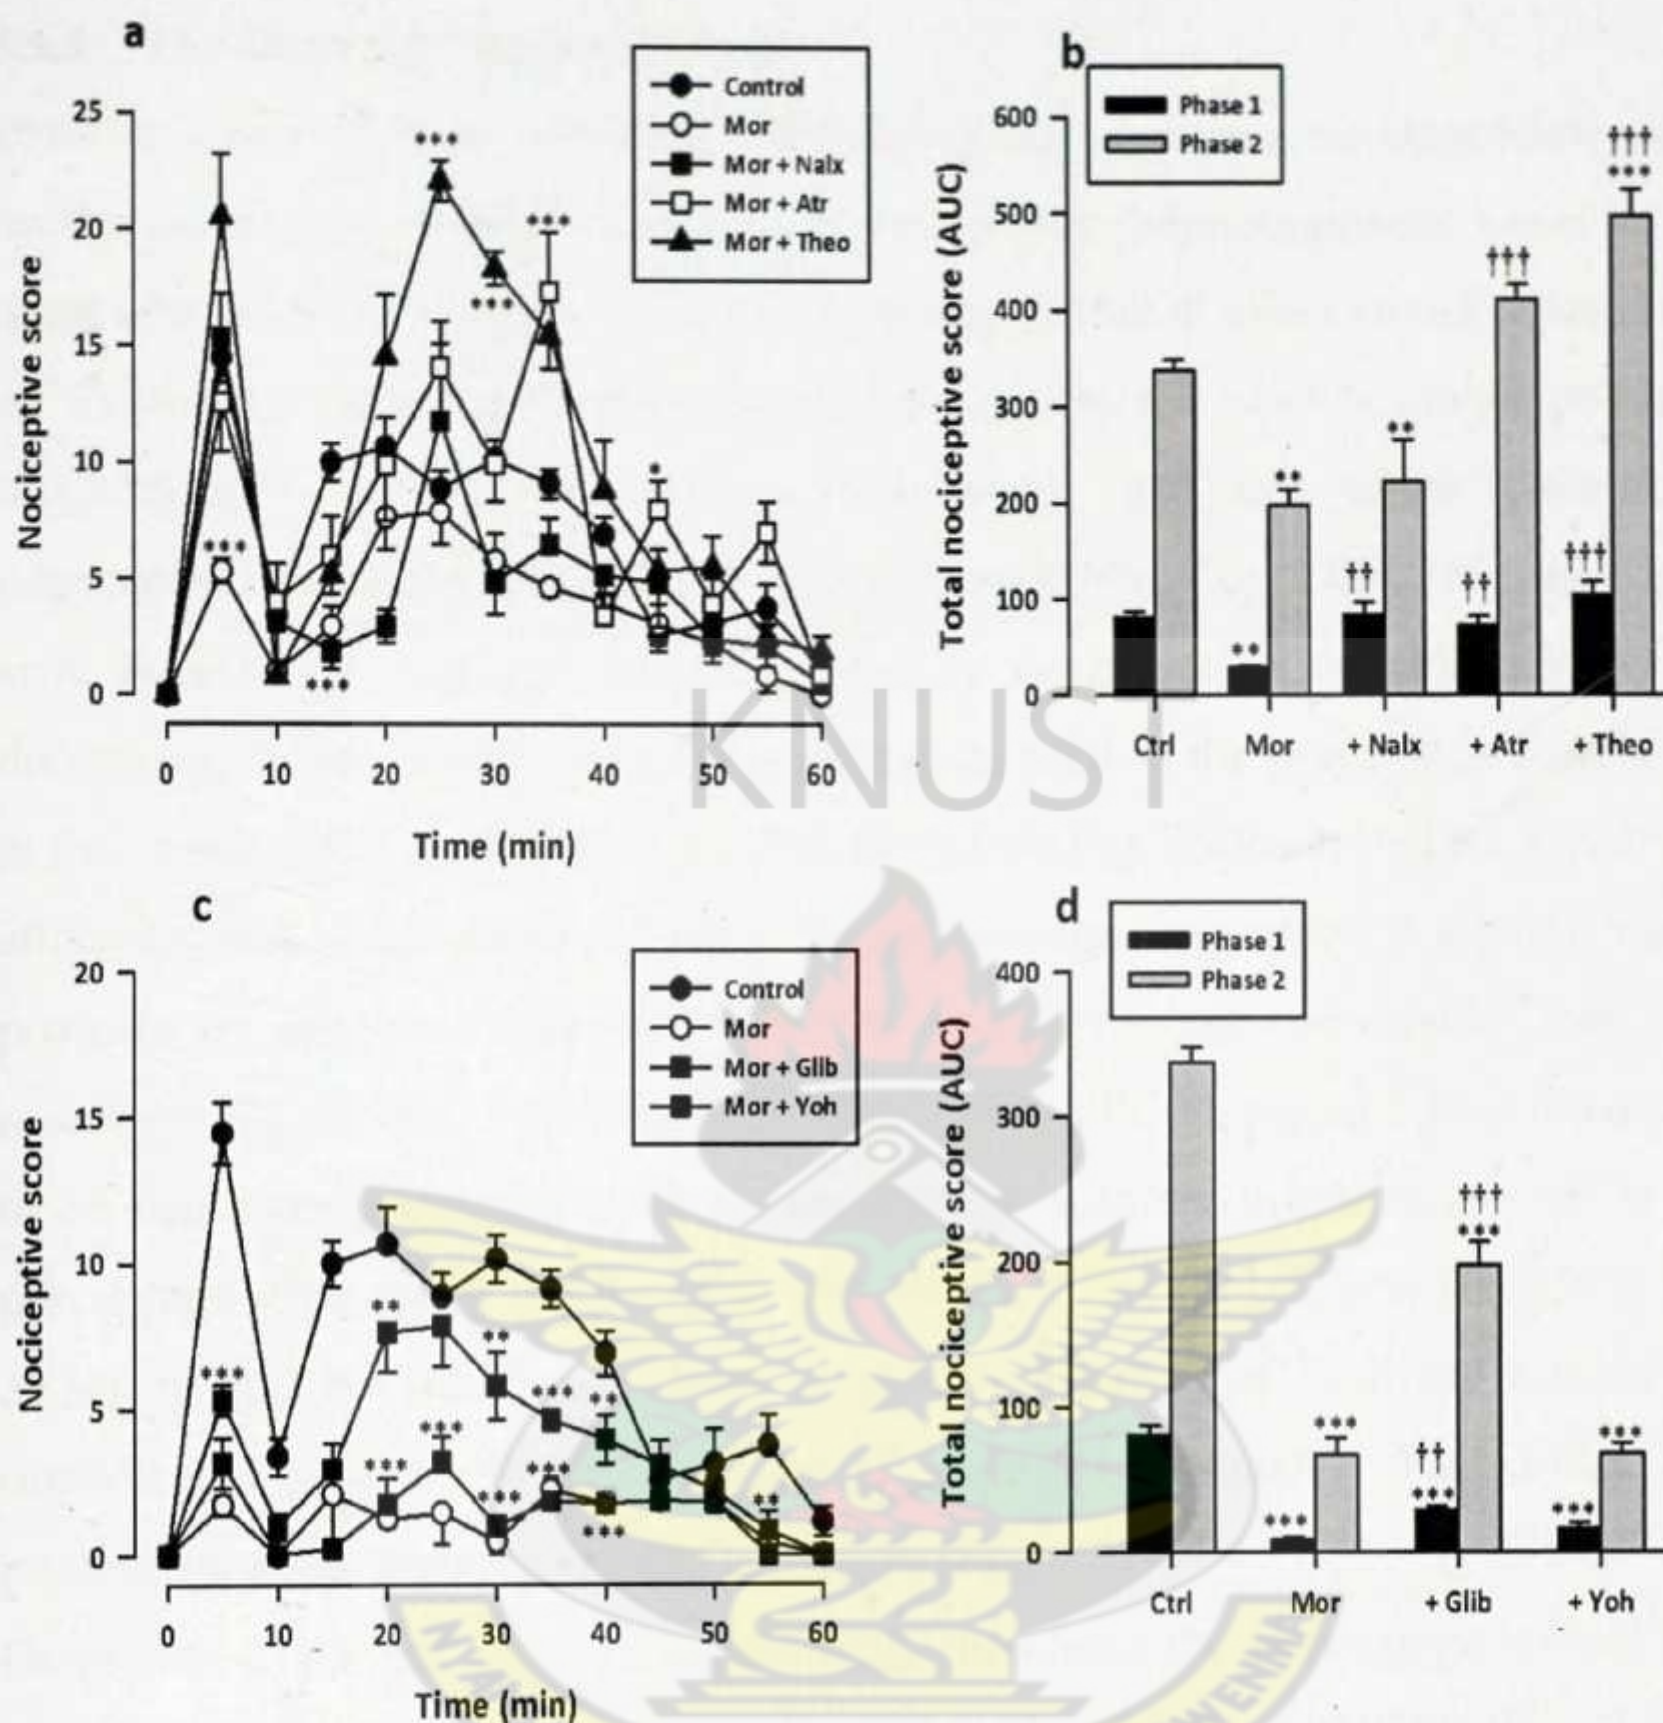 a
Nociceptive score
25
20
15
10
5
0
Control
Mor
Mor + Nalx
Mor + Atr
Mor + Theo
***
***
***
***
***
*
0 10 20 30 40 50 60
Time (min)
b
Total nociceptive score (AUC)
600
500
400
300
200
100
0
Phase 1
Phase 2
**
**
††
**
††
†††
†††
†††
***
Ctrl Mor + Nalx + Atr + Theo
KNUST
c
Nociceptive score
20
15
10
5
0
Control
Mor
Mor + Glib
Mor + Yoh
***
**
***
***
**
***
***
***
**
***
**
0 10 20 30 40 50 60
Time (min)
d
Total nociceptive score (AUC)
400
300
200
100
0
Phase 1
Phase 2
***
***
††
***
†††
***
***
***
Ctrl Mor + Glib + Yoh
NYA
WENMA